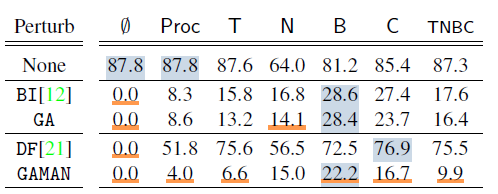 Perturb ∅ Proc T N B C TNBC
None 87.8 87.8 87.6 64.0 81.2 85.4 87.3
BI[12] 0.0 8.3 15.8 16.8 28.6 27.4 17.6
GA 0.0 8.6 13.2 14.1 28.4 23.7 16.4
DF[21] 0.0 51.8 75.6 56.5 72.5 76.9 75.5
GAMAN 0.0 4.0 6.6 15.0 22.2 16.7 9.9